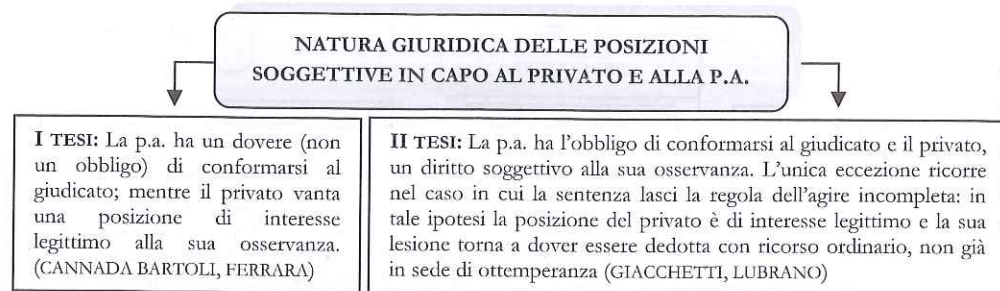 NATURA GIURIDICA DELLE POSIZIONI
SOGGETTIVE IN CAPO AL PRIVATO E ALLA P.A.
I TESI: La p.a. ha un dovere (non
un obbligo) di conformarsi al
giudicato; mentre il privato vanta
una posizione di interesse
legittimo alla sua osservanza.
(CANNADA BARTOLI, FERRARA)
II TESI: La p.a. ha l'obbligo di conformarsi al giudicato e il privato,
un diritto soggettivo alla sua osservanza. L'unica eccezione ricorre
nel caso in cui la sentenza lasci la regola dell'agire incompleta: in
tale ipotesi la posizione del privato è di interesse legittimo e la sua
lesione torna a dover essere dedotta con ricorso ordinario, non già
in sede di ottemperanza (GIACCHETTI, LUBRANO)